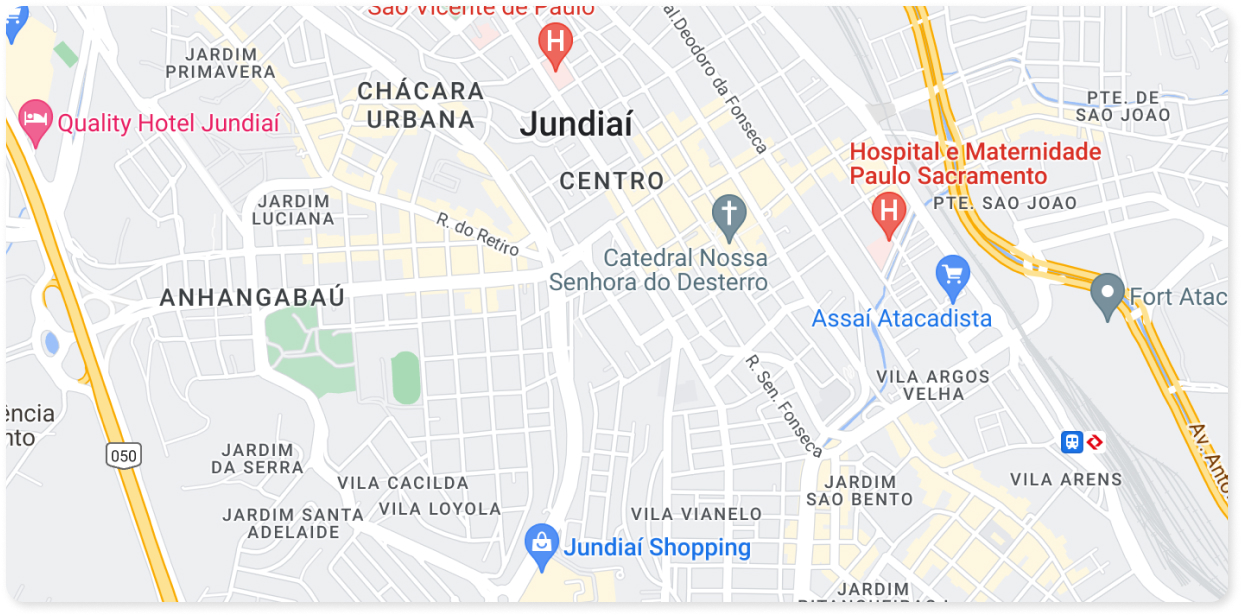 São Vicente de Paulo
al.Deodoro da Fonseca
JARDIM
PRIMAVERA
CHÁCARA
URBANA
PTE. DE
SAO JOAO
Quality Hotel Jundiaí
Jundiaí
Hospital e Maternidade
Paulo Sacramento
CENTRO
JARDIM
LUCIANA
PTE. SAO JOAO
R. do Retiro
Catedral Nossa
Senhora do Desterro
ANHANGABAÚ
Fort Atac
Assaí Atacadista
R. Sen. Fonseca
VILA ARGOS
VELHA
ência
nto
Av. Anto
050
JARDIM
DA SERRA
VILA CACILDA
JARDIM
SAO BENTO
VILA ARENS
VILA LOYOLA
JARDIM SANTA
ADELAIDE
VILA VIANELO
Jundiaí Shopping
JARDIM